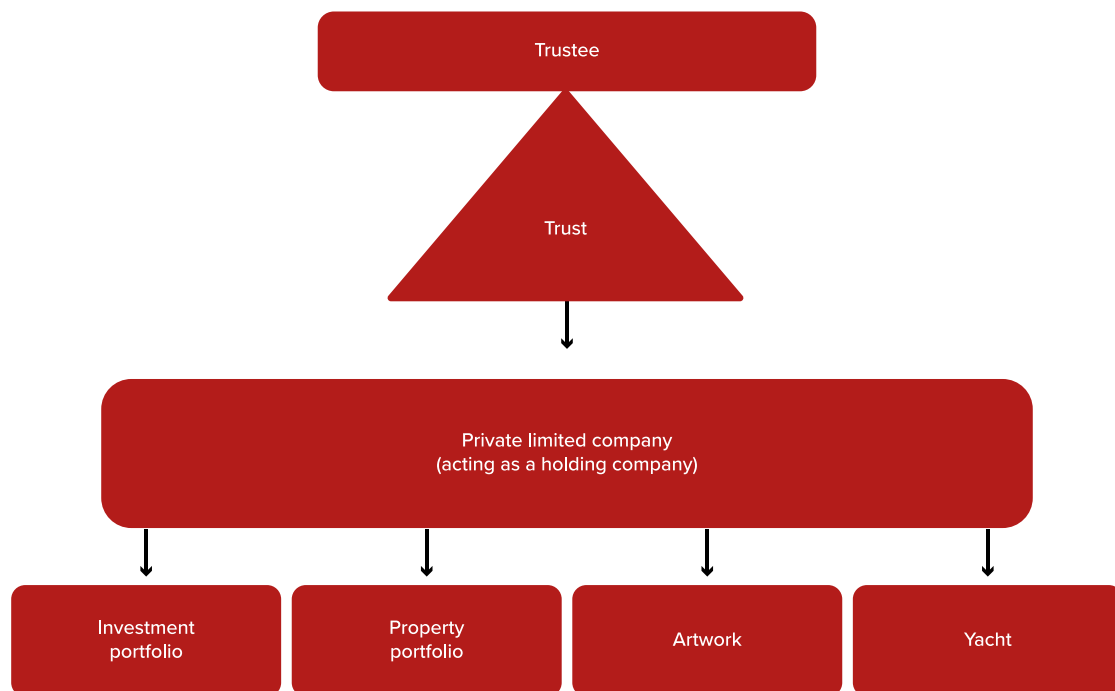 Trustee
Trust
Private limited company
(acting as a holding company)
Investment
portfolio
Property
portfolio
Artwork
Yacht